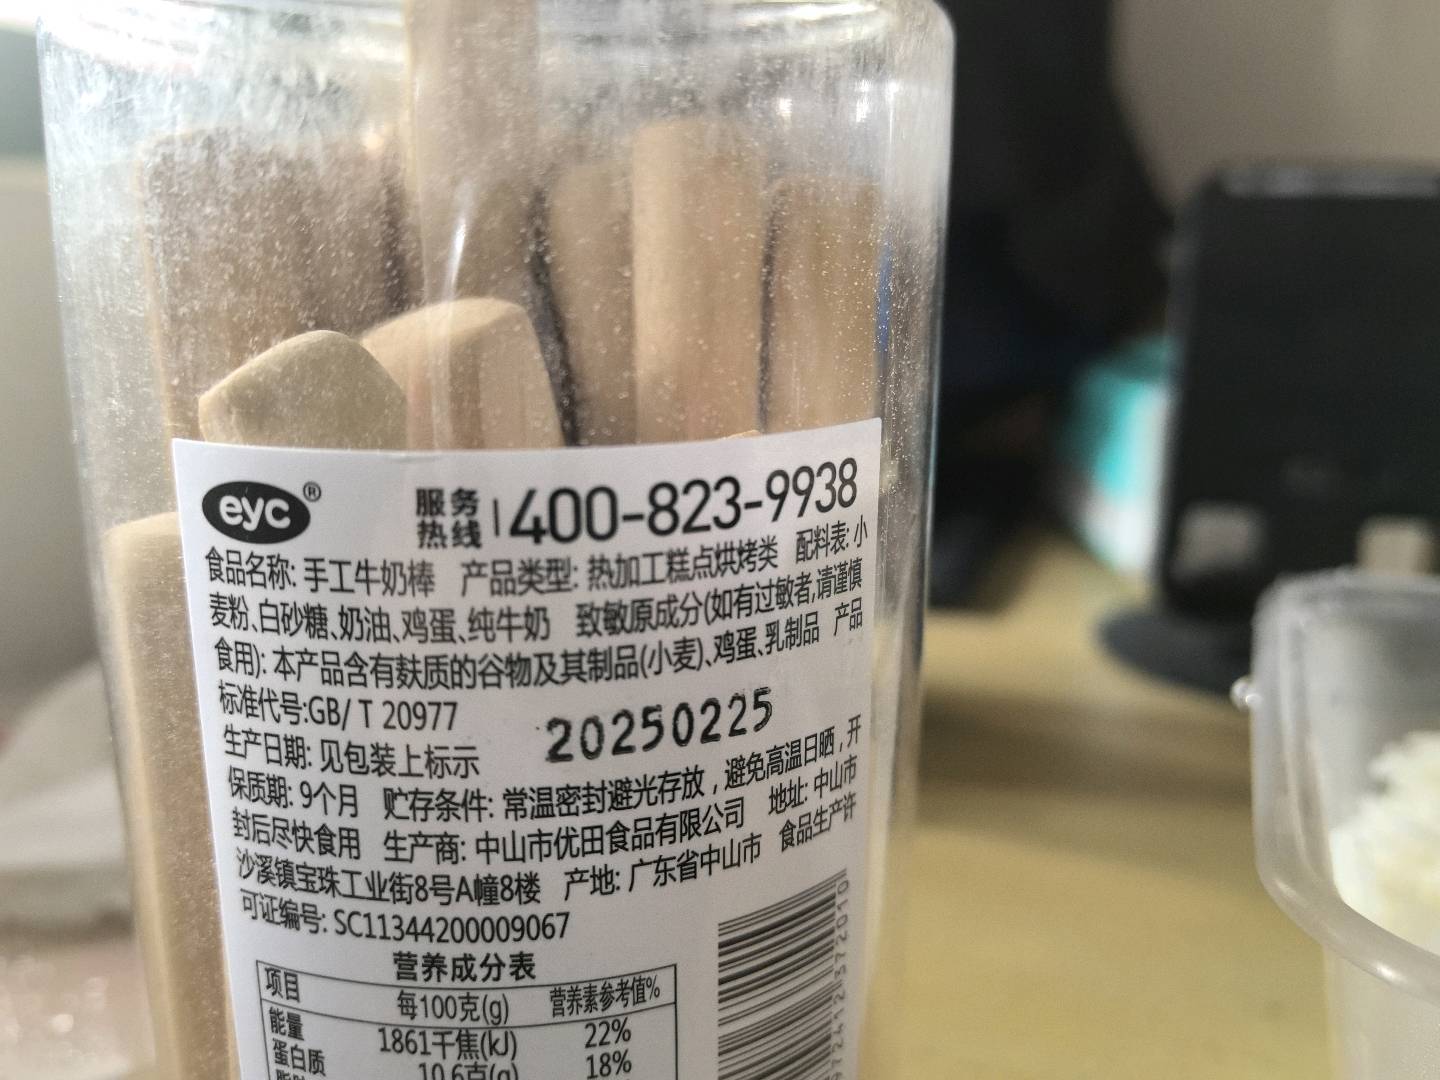 eyc®
服务热线 400-823-9938
食品名称: 手工牛奶棒 产品类型: 热加工糕点烘烤类 配料表: 小
麦粉、白砂糖、奶油、鸡蛋、纯牛奶 致敏原成分(如有过敏者,请谨慎
食用): 本产品含有麸质的谷物及其制品(小麦)、鸡蛋、乳制品 产品
标准代号:GB/ T 20977
20250225
生产日期: 见包装上标示
保质期: 9个月 贮存条件: 常温密封避光存放，避免高温日晒，开
封后尽快食用 生产商: 中山市优田食品有限公司 地址: 中山市
沙溪镇宝珠工业街8号A幢8楼 产地: 广东省中山市 食品生产许
可证编号: SC11344200009067
营养成分表
项目 每100克(g) 营养素参考值%
能量 1861千焦(kJ) 22%
蛋白质 10.6克(g) 18%